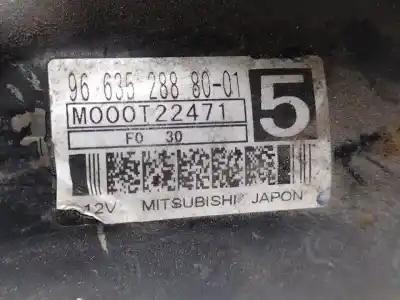 96 635 288 80-01
M000T22471
5
F0 30
12V MITSUBISHI JAPON